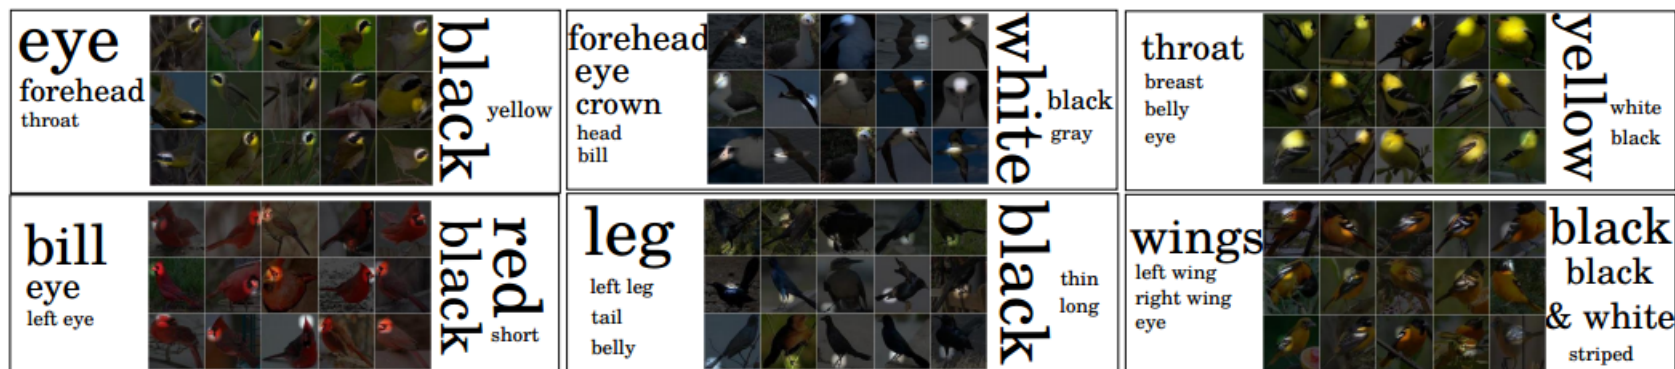 eye
forehead
throat
black
yellow
forehead
eye
crown
head
bill
white
black
gray
throat
breast
belly
eye
yellow
white
black
bill
eye
left eye
black
red
short
leg
left leg
tail
belly
black
thin
long
wings
left wing
right wing
eye
black
black
& white
striped